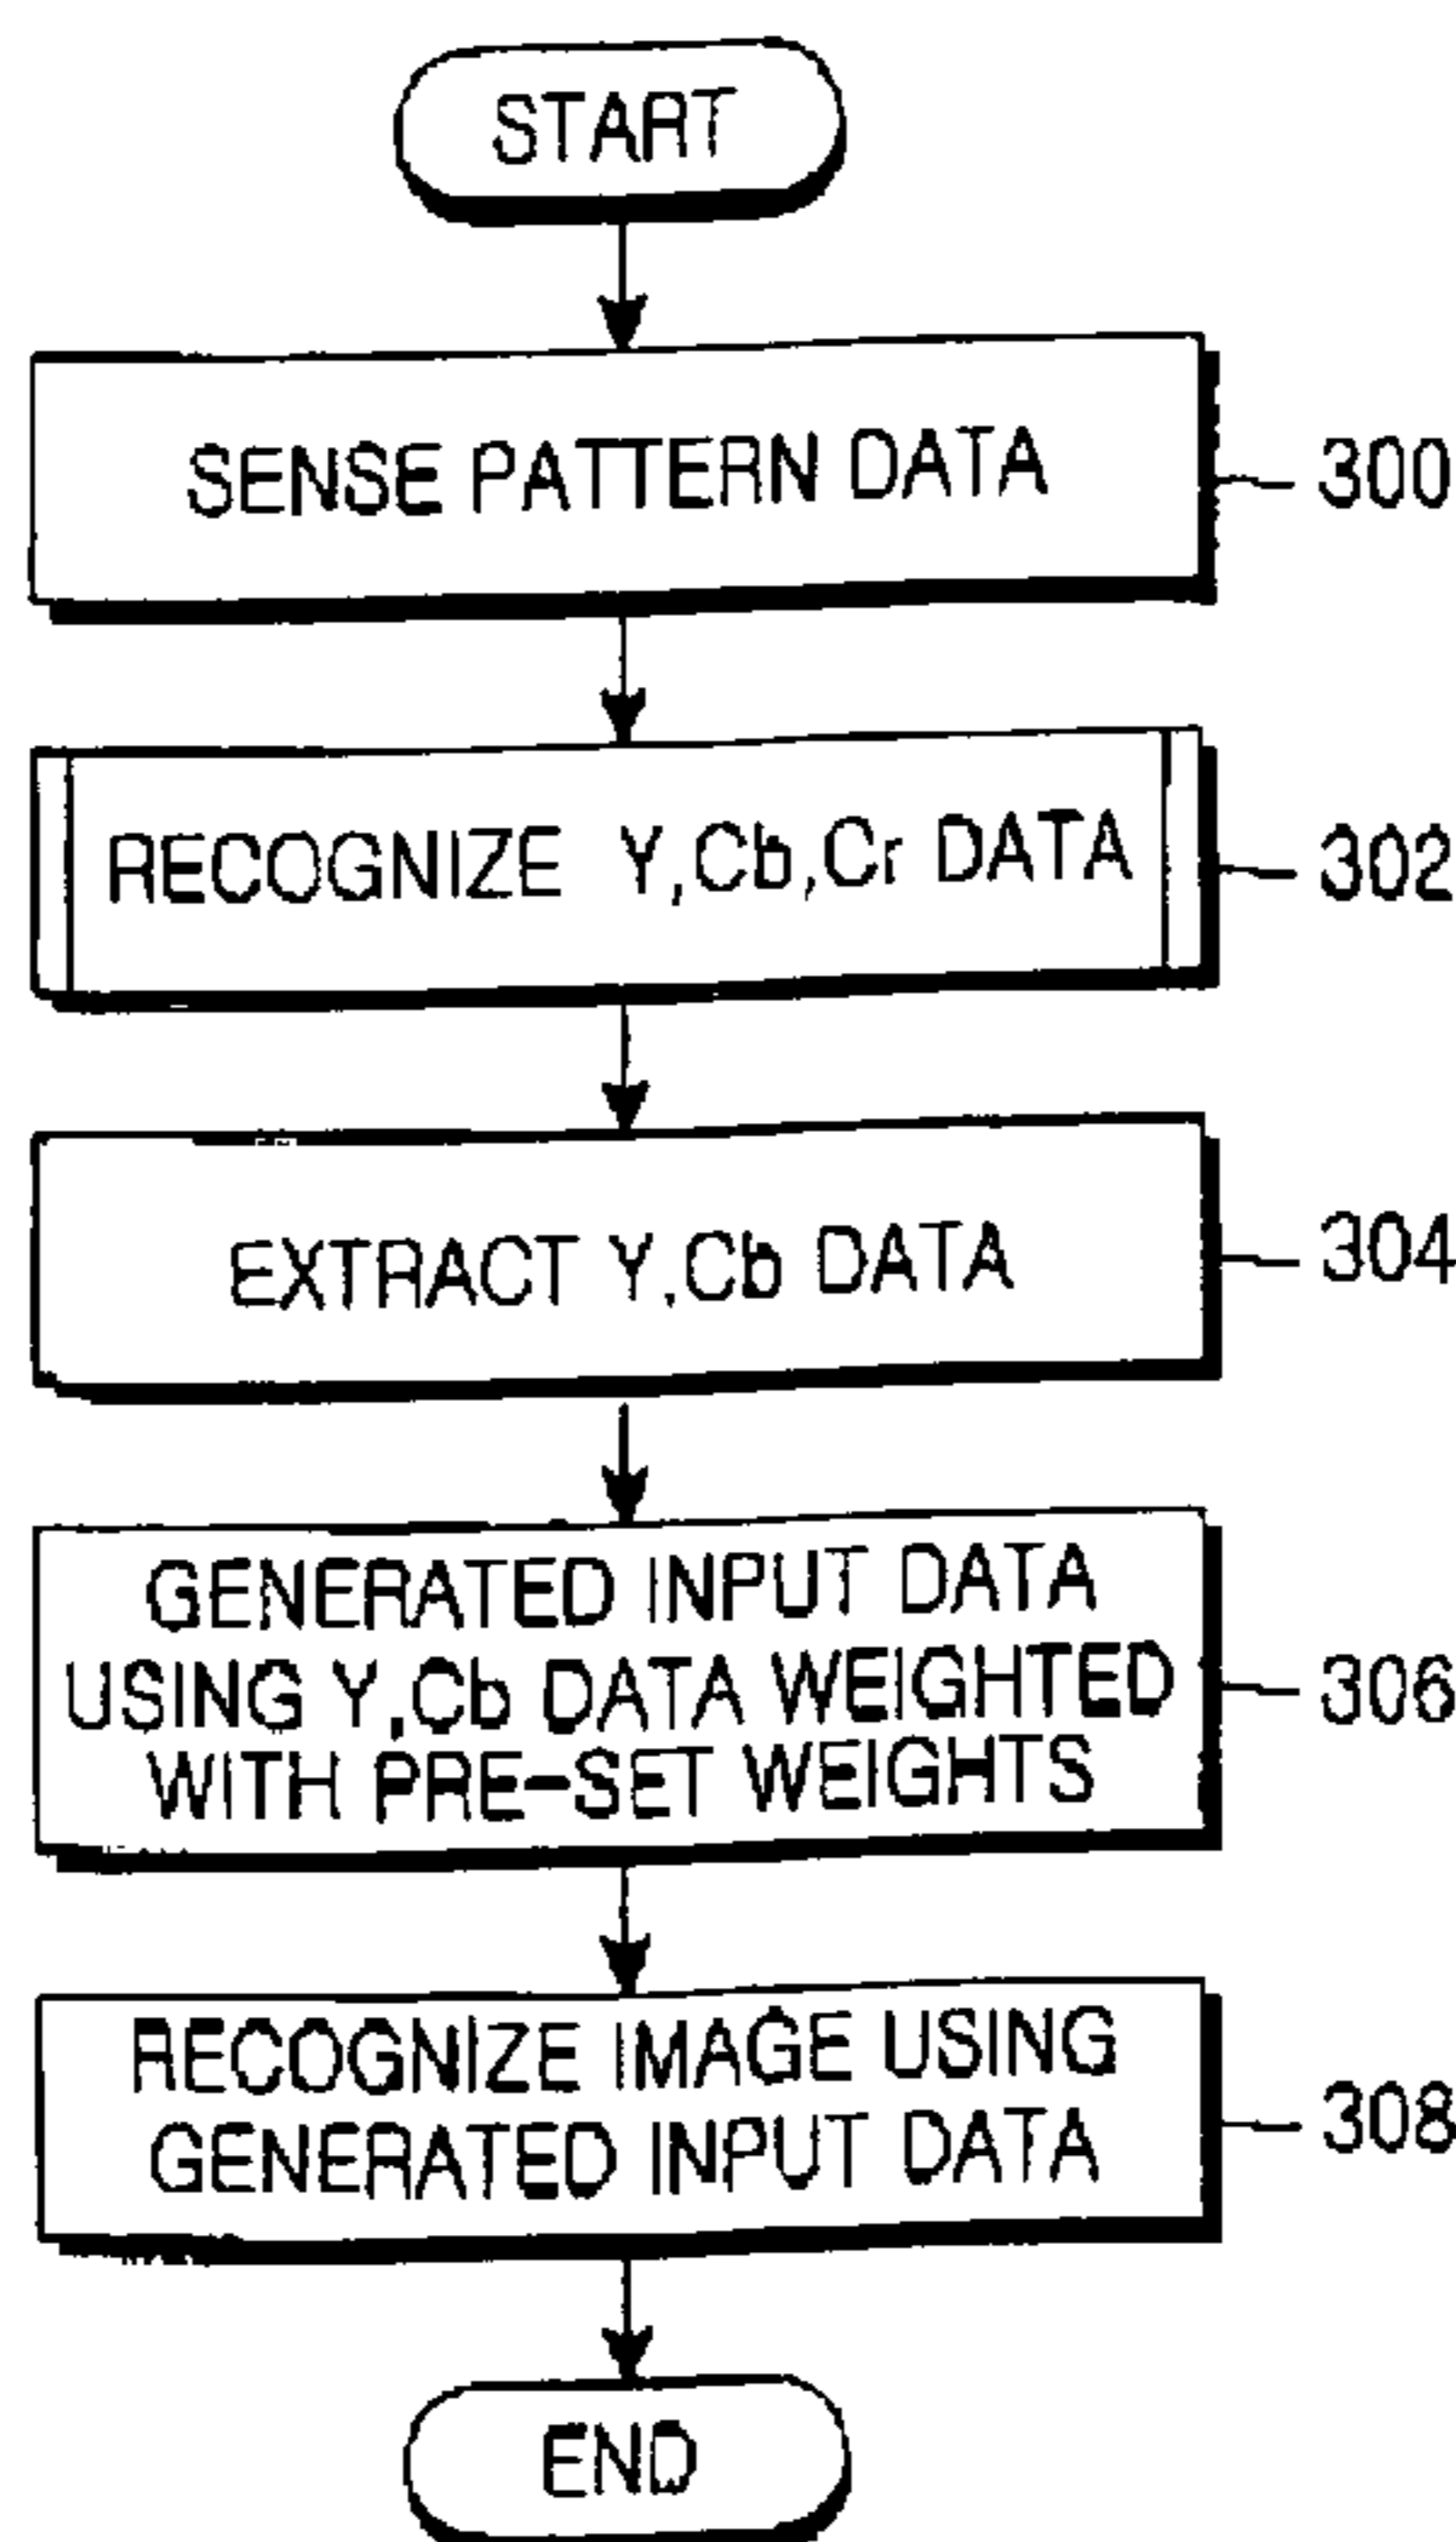 START
SENSE PATTERN DATA
300
RECOGNIZE Y,Cb,Cr DATA
302
EXTRACT Y,Cb DATA
304
GENERATED INPUT DATA
USING Y,Cb DATA WEIGHTED
WITH PRE-SET WEIGHTS
306
RECOGNIZE IMAGE USING
GENERATED INPUT DATA
308
END